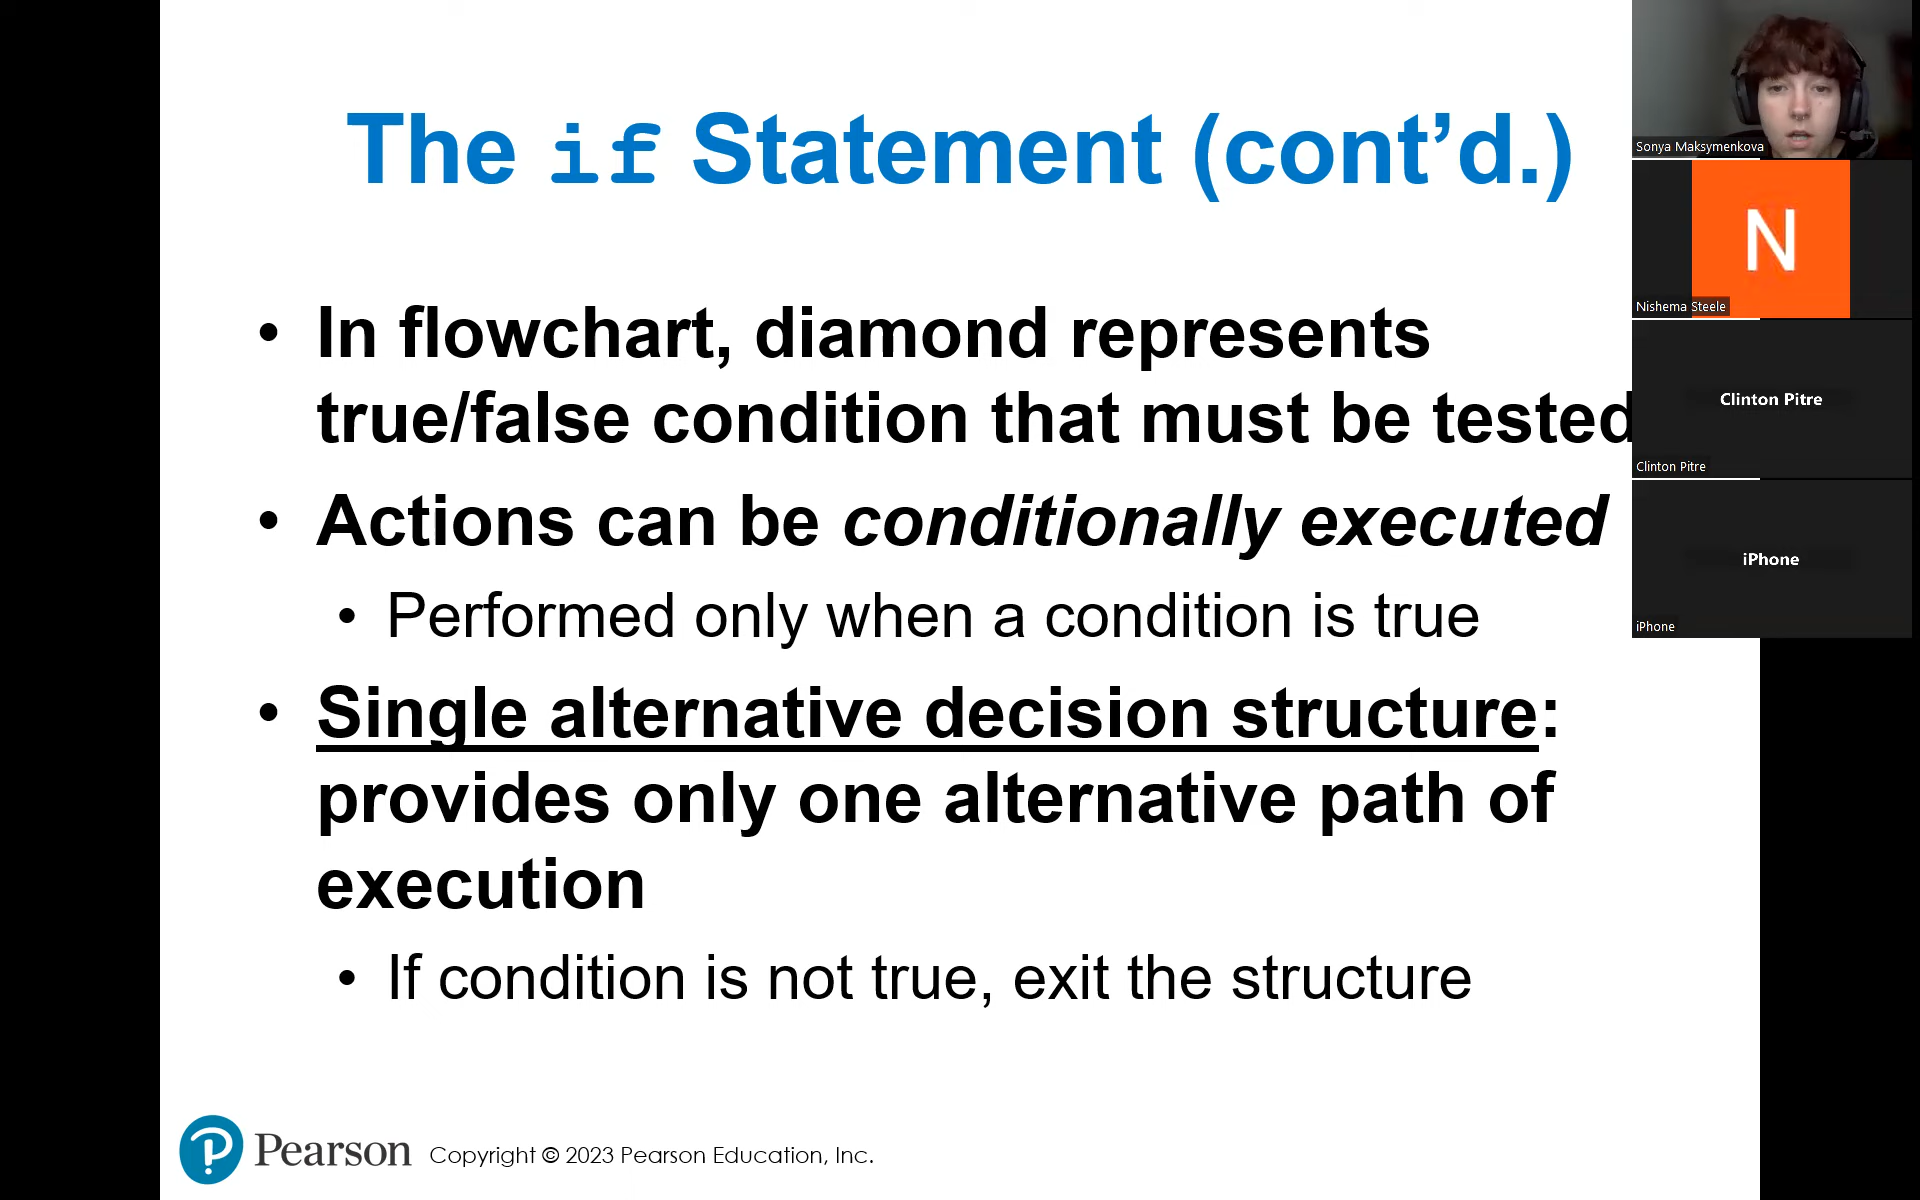 The if Statement (cont’d.)
• In flowchart, diamond represents
true/false condition that must be tested
• Actions can be conditionally executed
• Performed only when a condition is true
• Single alternative decision structure:
provides only one alternative path of
execution
• If condition is not true, exit the structure
Pearson
Copyright © 2023 Pearson Education, Inc.
Sonya Maksymenkova
N
Nishema Steele
Clinton Pitre
Clinton Pitre
iPhone
iPhone